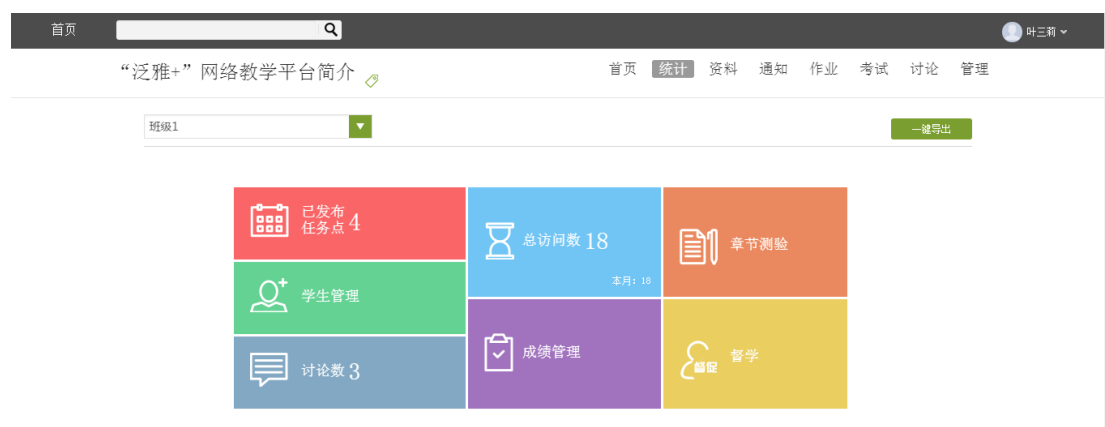 首页
叶三莉
“泛雅+”网络教学平台简介
首页 统计 资料 通知 作业 考试 讨论 管理
班级1
一键导出
已发布
任务点 4
学生管理
讨论数 3
总访问数 18
本月: 18
成绩管理
章节测验
督促
督学